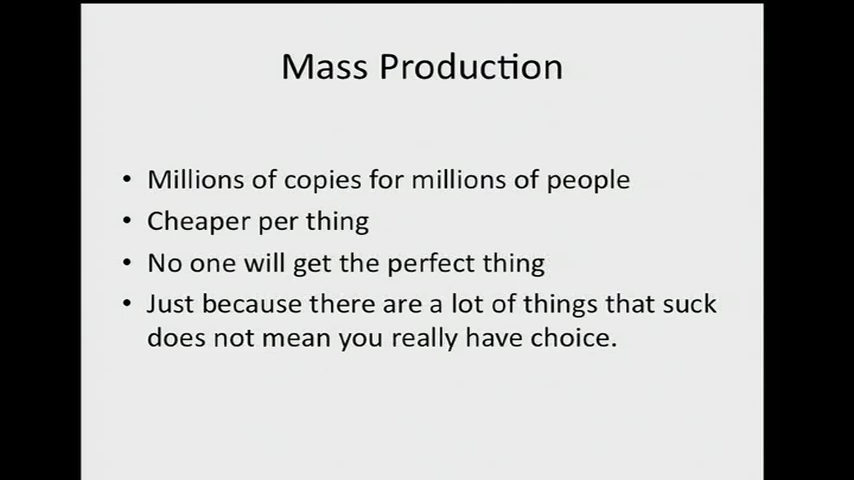 Mass Production
• Millions of copies for millions of people
• Cheaper per thing
• No one will get the perfect thing
• Just because there are a lot of things that suck
does not mean you really have choice.